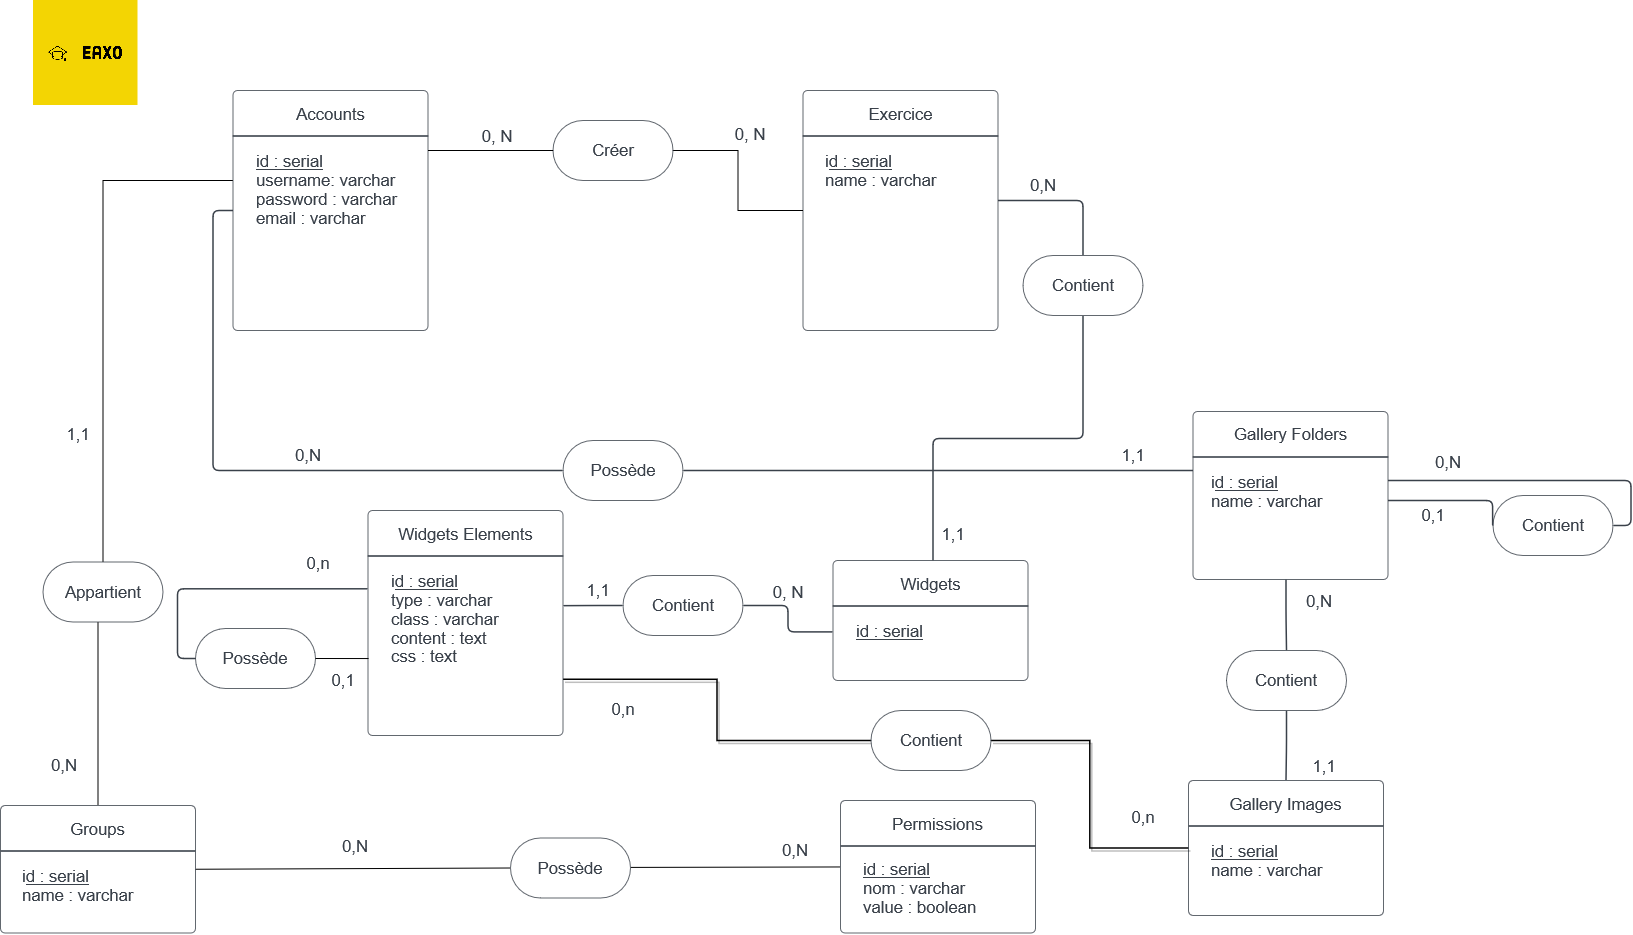 EAXO
Accounts
id : serial
username: varchar
password : varchar
email : varchar
0, N
Créer
0, N
Exercice
id : serial
name : varchar
0,N
Contient
1,1
0,N
Possède
1,1
Gallery Folders
id : serial
name : varchar
0,N
0,1
Contient
Widgets Elements
id : serial
type : varchar
class : varchar
content : text
css : text
0,n
Possède
0,1
1,1
Contient
0, N
1,1
Widgets
id : serial
Appartient
0,N
0,n
Contient
0,n
0,N
Contient
1,1
Gallery Images
id : serial
name : varchar
Groups
id : serial
name : varchar
0,N
Possède
0,N
Permissions
id : serial
nom : varchar
value : boolean